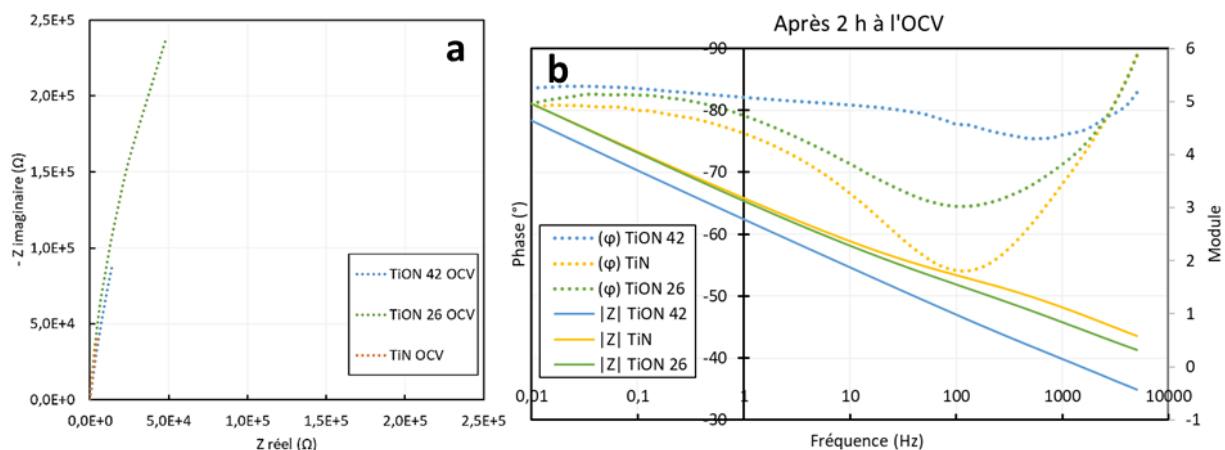 a
2,5E+5
2,0E+5
1,5E+5
1,0E+5
5,0E+4
0,0E+0
- Z imaginaire (Ω)
TiON 42 OCV
TiON 26 OCV
TiN OCV
0,0E+0 5,0E+4 1,0E+5 1,5E+5 2,0E+5 2,5E+5
Z réel (Ω)
Après 2 h à l'OCV
b
-90
-80
-70
-60
-50
-40
-30
Phase (°)
6
5
4
3
2
1
0
-1
Module
(φ) TiON 42
(φ) TiN
(φ) TiON 26
|Z| TiON 42
|Z| TiN
|Z| TiON 26
0,01 0,1 1 10 100 1000 10000
Fréquence (Hz)